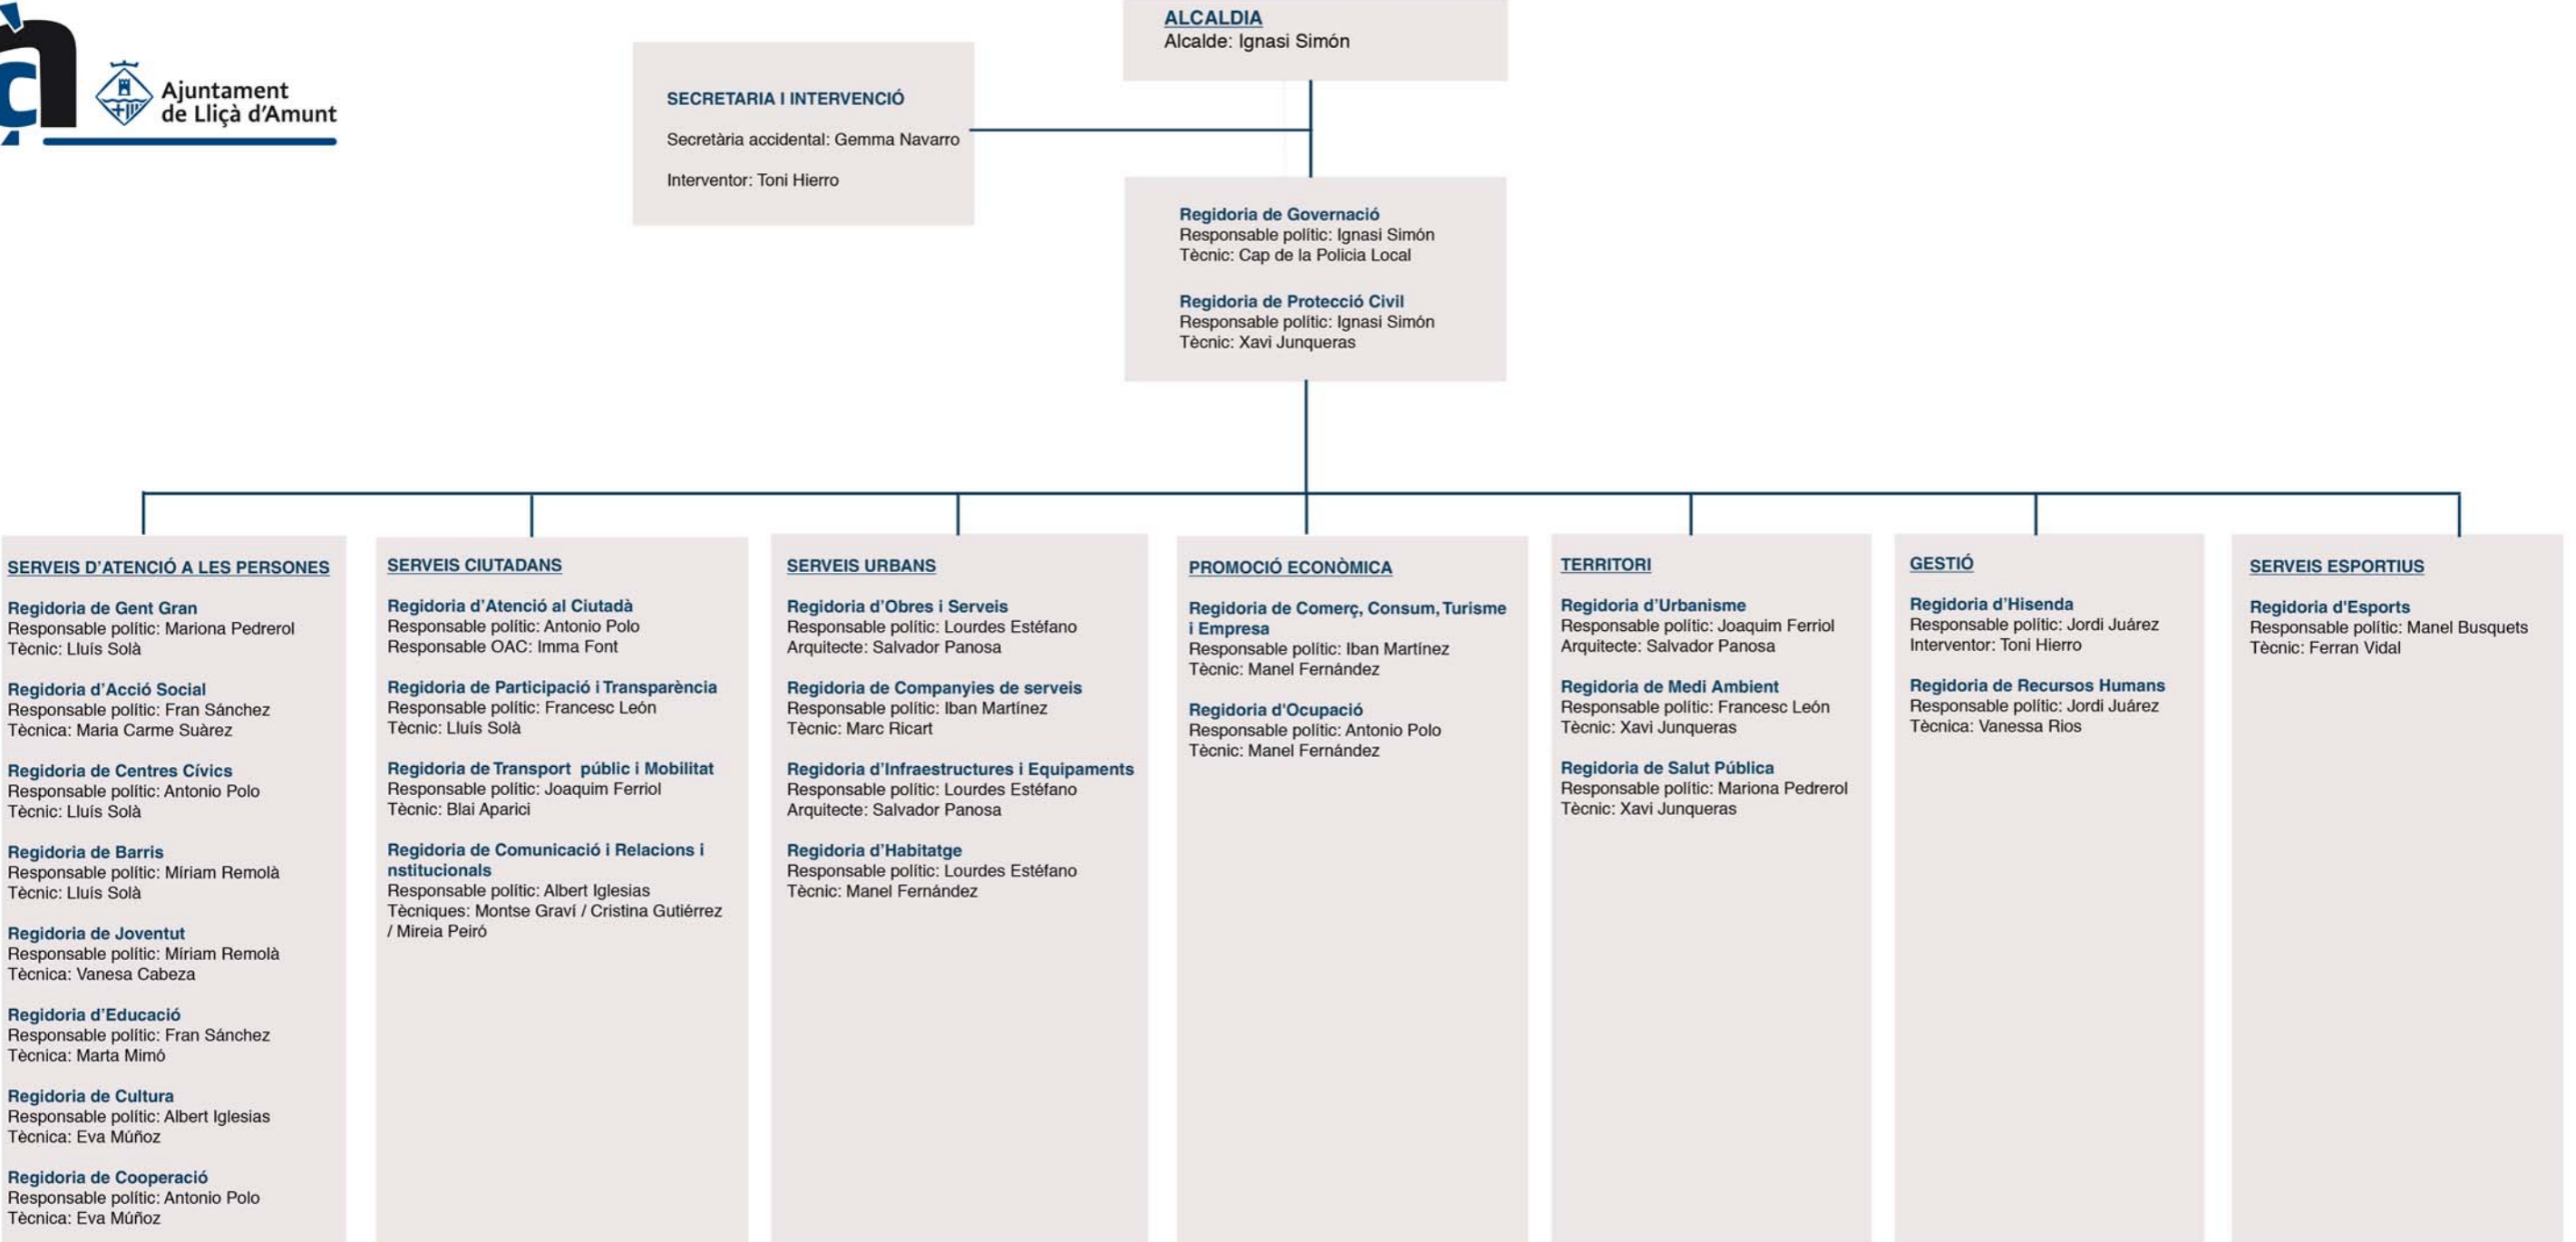 Ajuntament
de Lliçà d'Amunt
ALCALDIA
Alcalde: Ignasi Simón
SECRETARIA I INTERVENCIÓ
Secretària accidental: Gemma Navarro
Interventor: Toni Hierro
Regidoria de Governació
Responsable polític: Ignasi Simón
Tècnic: Cap de la Policia Local
Regidoria de Protecció Civil
Responsable polític: Ignasi Simón
Tècnic: Xavi Junqueras
SERVEIS D'ATENCIÓ A LES PERSONES
Regidoria de Gent Gran
Responsable polític: Mariona Pedrerol
Tècnic: Lluís Solà
Regidoria d'Acció Social
Responsable polític: Fran Sánchez
Tècnica: Maria Carme Suàrez
Regidoria de Centres Cívics
Responsable polític: Antonio Polo
Tècnic: Lluís Solà
Regidoria de Barris
Responsable polític: Míriam Remolà
Tècnic: Lluís Solà
Regidoria de Joventut
Responsable polític: Míriam Remolà
Tècnica: Vanesa Cabeza
Regidoria d'Educació
Responsable polític: Fran Sánchez
Tècnica: Marta Mimó
Regidoria de Cultura
Responsable polític: Albert Iglesias
Tècnica: Eva Múñoz
Regidoria de Cooperació
Responsable polític: Antonio Polo
Tècnica: Eva Múñoz
SERVEIS CIUTADANS
Regidoria d'Atenció al Ciutadà
Responsable polític: Antonio Polo
Responsable OAC: Imma Font
Regidoria de Participació i Transparència
Responsable polític: Francesc León
Tècnic: Lluís Solà
Regidoria de Transport públic i Mobilitat
Responsable polític: Joaquim Ferriol
Tècnic: Blai Aparici
Regidoria de Comunicació i Relacions i
nstitucionals
Responsable polític: Albert Iglesias
Tècniques: Montse Graví / Cristina Gutiérrez
/ Mireia Peiró
SERVEIS URBANS
Regidoria d'Obres i Serveis
Responsable polític: Lourdes Estéfano
Arquitecte: Salvador Panosa
Regidoria de Companyies de serveis
Responsable polític: Iban Martínez
Tècnic: Marc Ricart
Regidoria d'Infraestructures i Equipaments
Responsable polític: Lourdes Estéfano
Arquitecte: Salvador Panosa
Regidoria d'Habitatge
Responsable polític: Lourdes Estéfano
Tècnic: Manel Fernández
PROMOCIÓ ECONÒMICA
Regidoria de Comerç, Consum, Turisme
i Empresa
Responsable polític: Iban Martínez
Tècnic: Manel Fernández
Regidoria d'Ocupació
Responsable polític: Antonio Polo
Tècnic: Manel Fernández
TERRITORI
Regidoria d'Urbanisme
Responsable polític: Joaquim Ferriol
Arquitecte: Salvador Panosa
Regidoria de Medi Ambient
Responsable polític: Francesc León
Tècnic: Xavi Junqueras
Regidoria de Salut Pública
Responsable polític: Mariona Pedrerol
Tècnic: Xavi Junqueras
GESTIÓ
Regidoria d'Hisenda
Responsable polític: Jordi Juárez
Interventor: Toni Hierro
Regidoria de Recursos Humans
Responsable polític: Jordi Juárez
Tècnica: Vanessa Rios
SERVEIS ESPORTIUS
Regidoria d'Esports
Responsable polític: Manel Busquets
Tècnic: Ferran Vidal